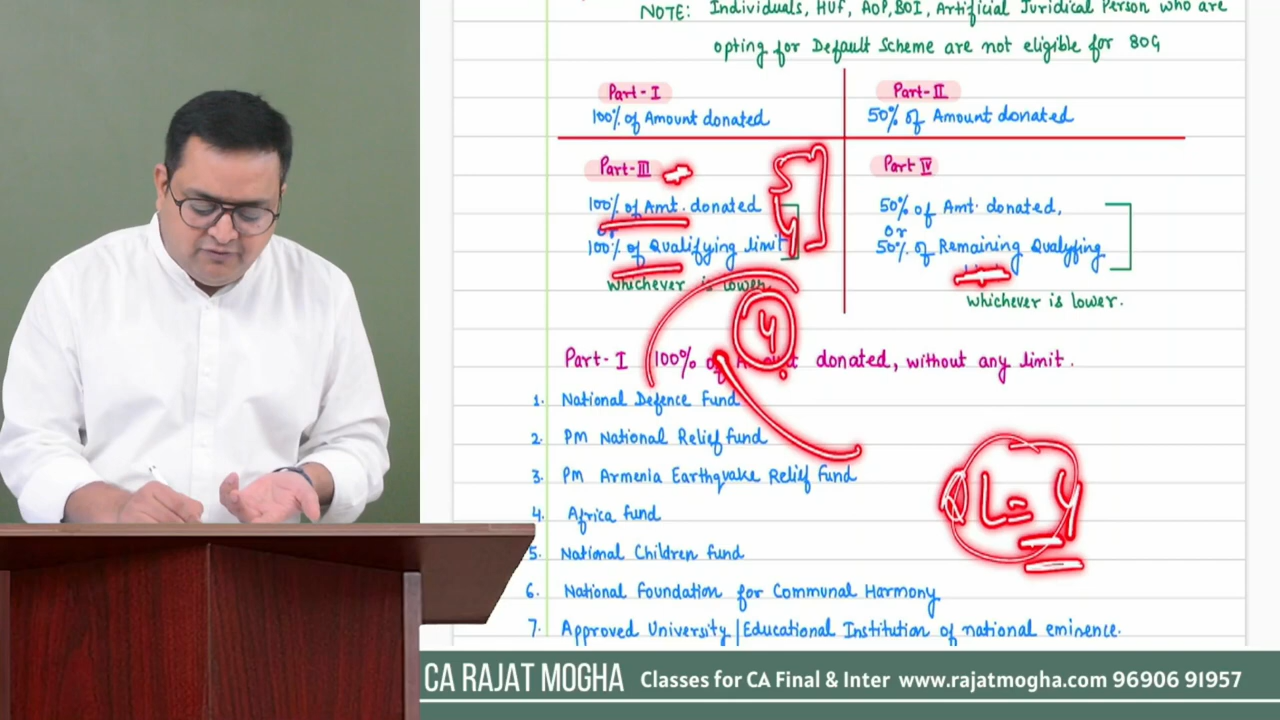 NOTE: Individuals, HUF, AOP, BOI, Artificial Juridical Person who are
opting for Default Scheme are not eligible for 80G
Part-I
100% of Amount donated
Part-II
50% of Amount donated
Part-III
100% of Amt. donated
or
100% of Qualifying limit
whichever is lower.
Part IV
50% of Amt. donated,
or
50% of Remaining Qualyfing
whichever is lower.
5
4
4
Part-I 100% of Amount donated, without any limit.
1. National Defence Fund
2. PM National Relief fund
3. PM Armenia Earthquake Relief Fund
4. Africa fund
L = 4
5. National Children fund
6. National Foundation for Communal Harmony
7. Approved University/Educational Institution of national eminence.
CA RAJAT MOGHA Classes for CA Final & Inter www.rajatmogha.com 96906 91957